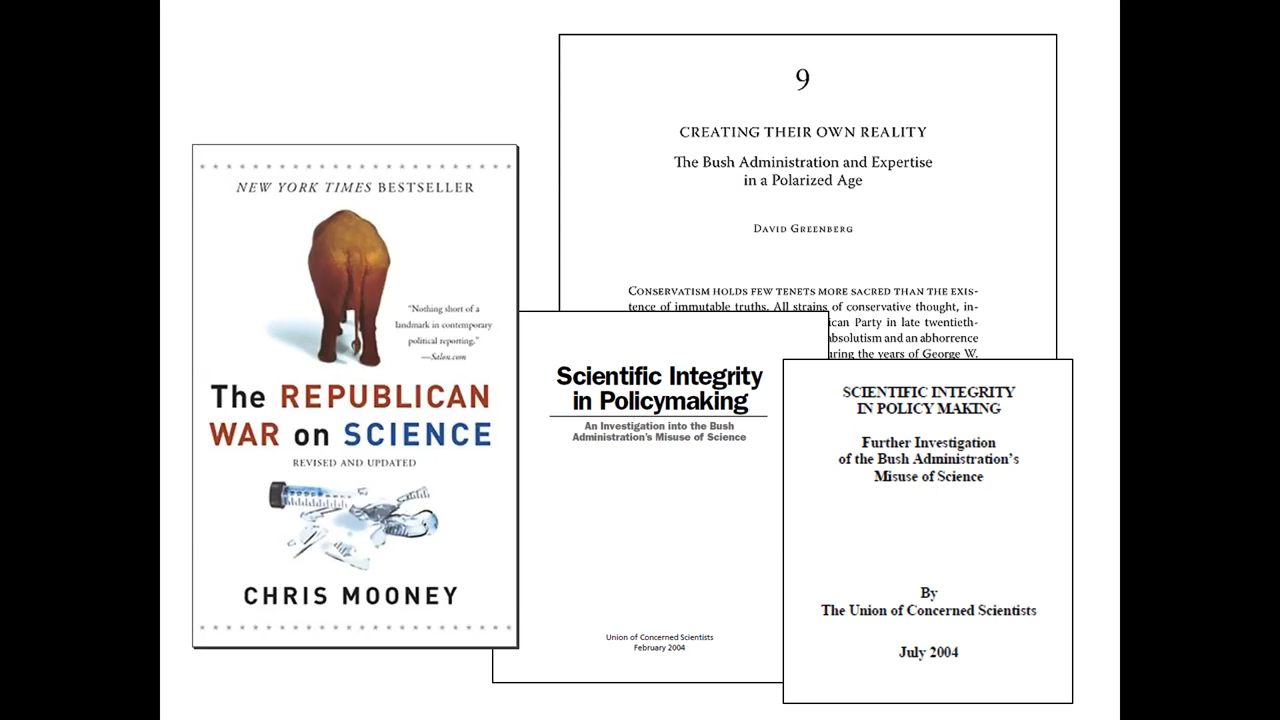 NEW YORK TIMES BESTSELLER
"Nothing short of a
landmark in contemporary
political reporting."
—Salon.com
The REPUBLICAN
WAR on SCIENCE
REVISED AND UPDATED
CHRIS MOONEY
9
CREATING THEIR OWN REALITY
The Bush Administration and Expertise
in a Polarized Age
DAVID GREENBERG
CONSERVATISM HOLDS FEW TENETS MORE SACRED THAN THE EXIS-
tence of immutable truths. All strains of conservative thought, in-
ican Party in late twentieth-
absolutism and an abhorrence
uring the years of George W.
Scientific Integrity
in Policymaking
An Investigation into the Bush
Administration's Misuse of Science
Union of Concerned Scientists
February 2004
SCIENTIFIC INTEGRITY
IN POLICY MAKING
Further Investigation
of the Bush Administration's
Misuse of Science
By
The Union of Concerned Scientists
July 2004